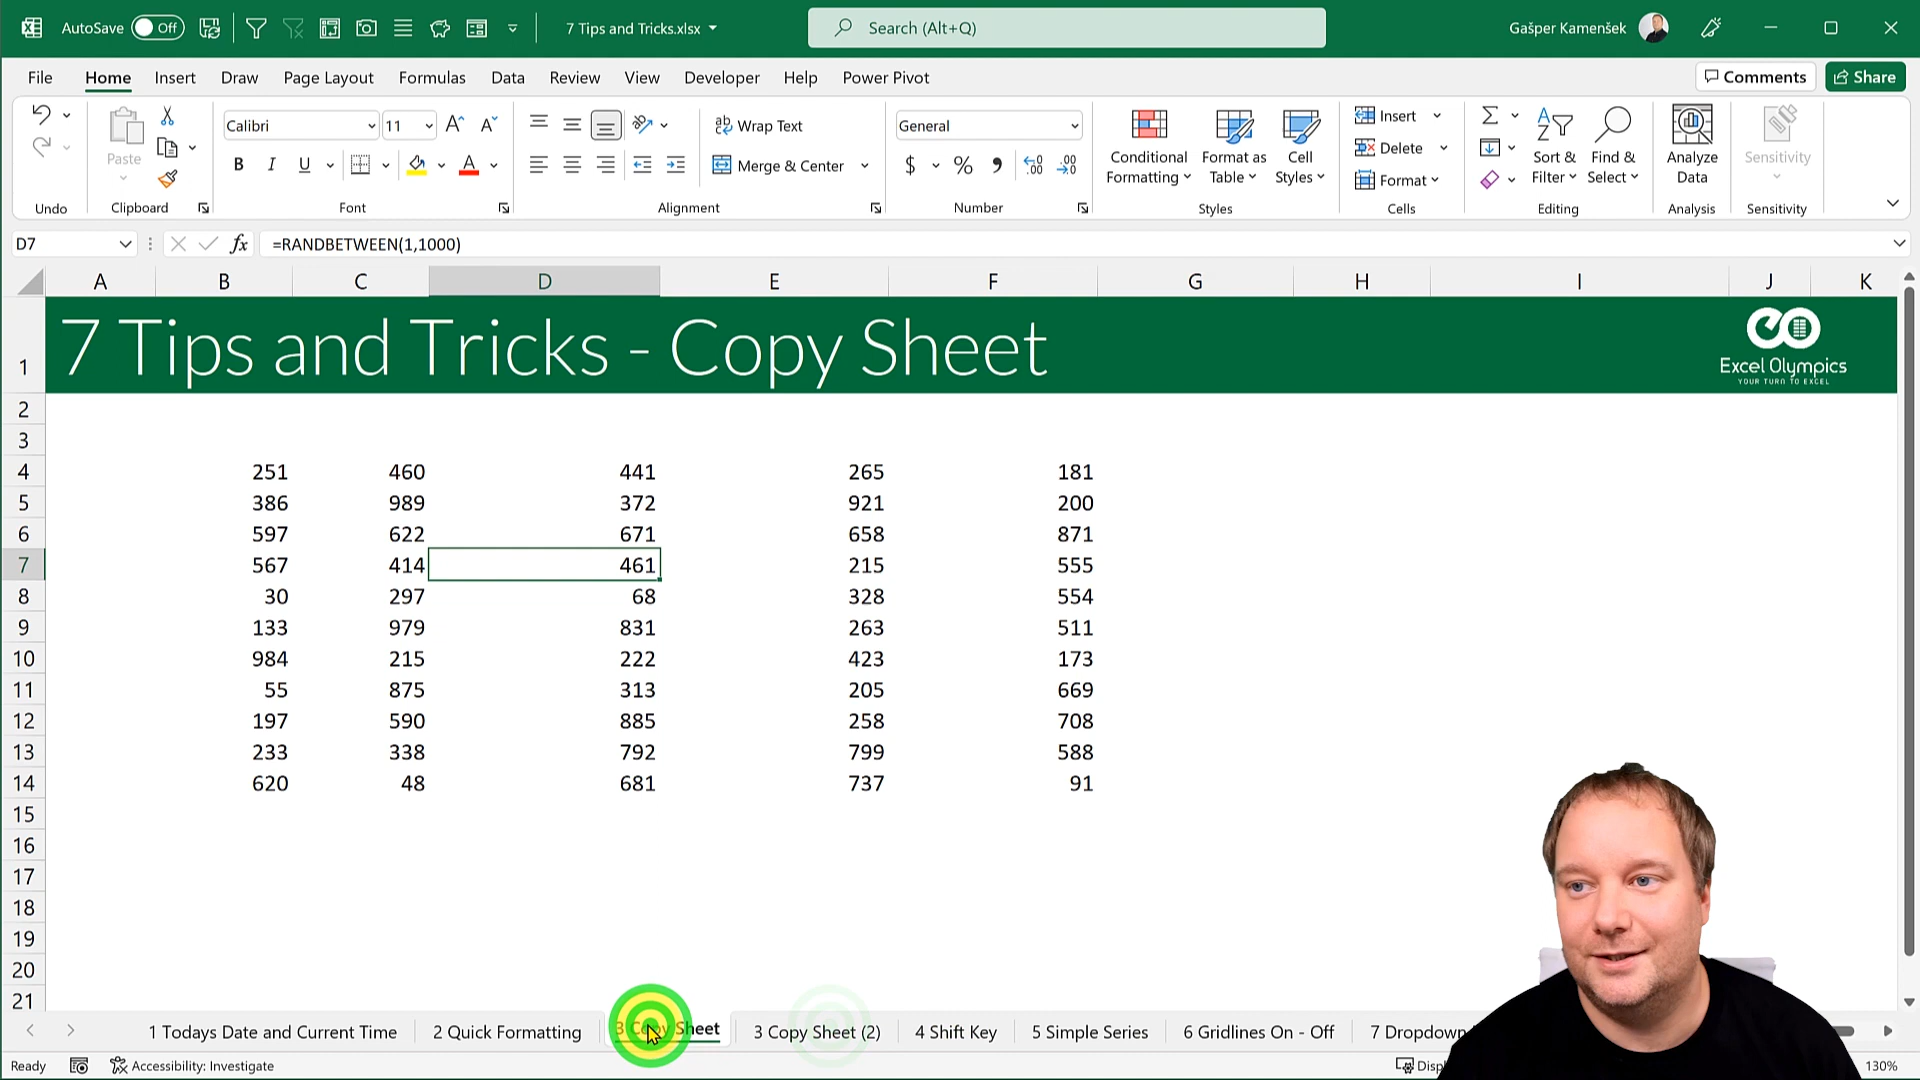 AutoSave Off 7 Tips and Tricks.xlsx Search (Alt+Q) Gašper Kamenšek
File Home Insert Draw Page Layout Formulas Data Review View Developer Help Power Pivot Comments Share
Paste Calibri 11 Wrap Text General Conditional Formatting Format as Table Cell Styles Insert Sort & Filter Find & Select Analyze Data Sensitivity
B I U Merge & Center $ % Delete
Format
Undo Clipboard Font Alignment Number Styles Cells Editing Analysis Sensitivity
D7 fx =RANDBETWEEN(1,1000)
A B C D E F G H I J K
1 7 Tips and Tricks - Copy Sheet
Excel Olympics
YOUR TURN TO EXCEL
2
3
4 251 460 441 265 181
5 386 989 372 921 200
6 597 622 671 658 871
7 567 414 461 215 555
8 30 297 68 328 554
9 133 979 831 263 511
10 984 215 222 423 173
11 55 875 313 205 669
12 197 590 885 258 708
13 233 338 792 799 588
14 620 48 681 737 91
15
16
17
18
19
20
21
1 Todays Date and Current Time 2 Quick Formatting 3 Copy Sheet 3 Copy Sheet (2) 4 Shift Key 5 Simple Series 6 Gridlines On - Off 7 Dropdown
Ready Accessibility: Investigate 130%